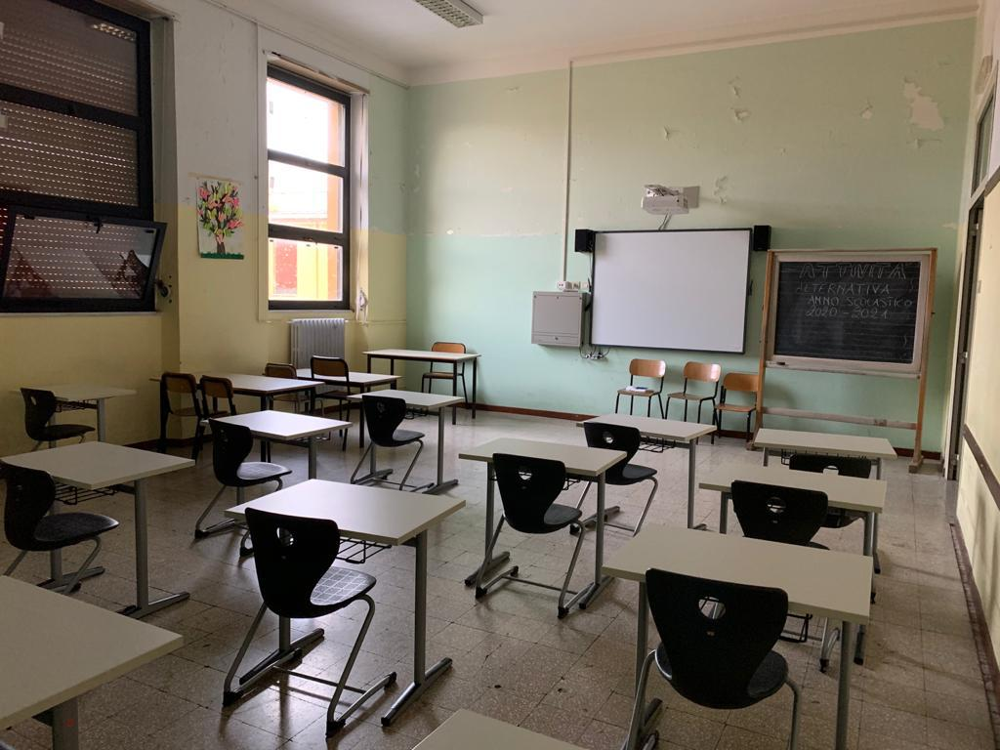 ATTIVITÀ
ALTERNATIVA
ANNO SCOLASTICO
2020-2021